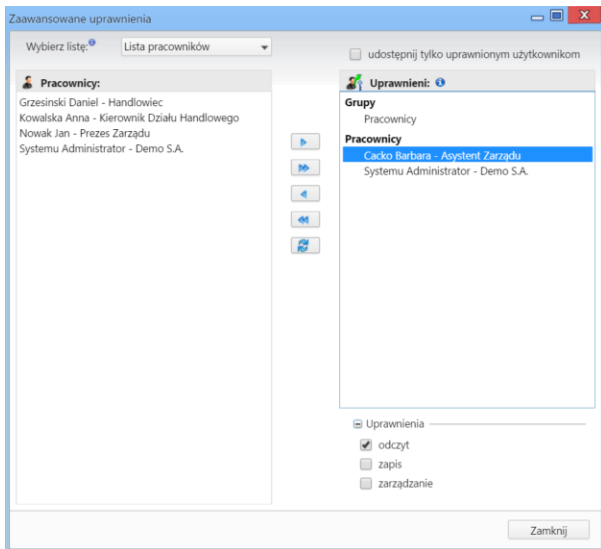 Zaawansowane uprawnienia
Wybierz listę:
Lista pracowników
udostępnij tylko uprawnionym użytkownikom
Pracownicy:
Grzesinski Daniel - Handlowiec
Kowalska Anna - Kierownik Działu Handlowego
Nowak Jan - Prezes Zarządu
Systemu Administrator - Demo S.A.
Uprawnieni:
Grupy
Pracownicy
Pracownicy
Cacko Barbara - Asystent Zarządu
Systemu Administrator - Demo S.A.
Uprawnienia
odczyt
zapis
zarządzanie
Zamknij